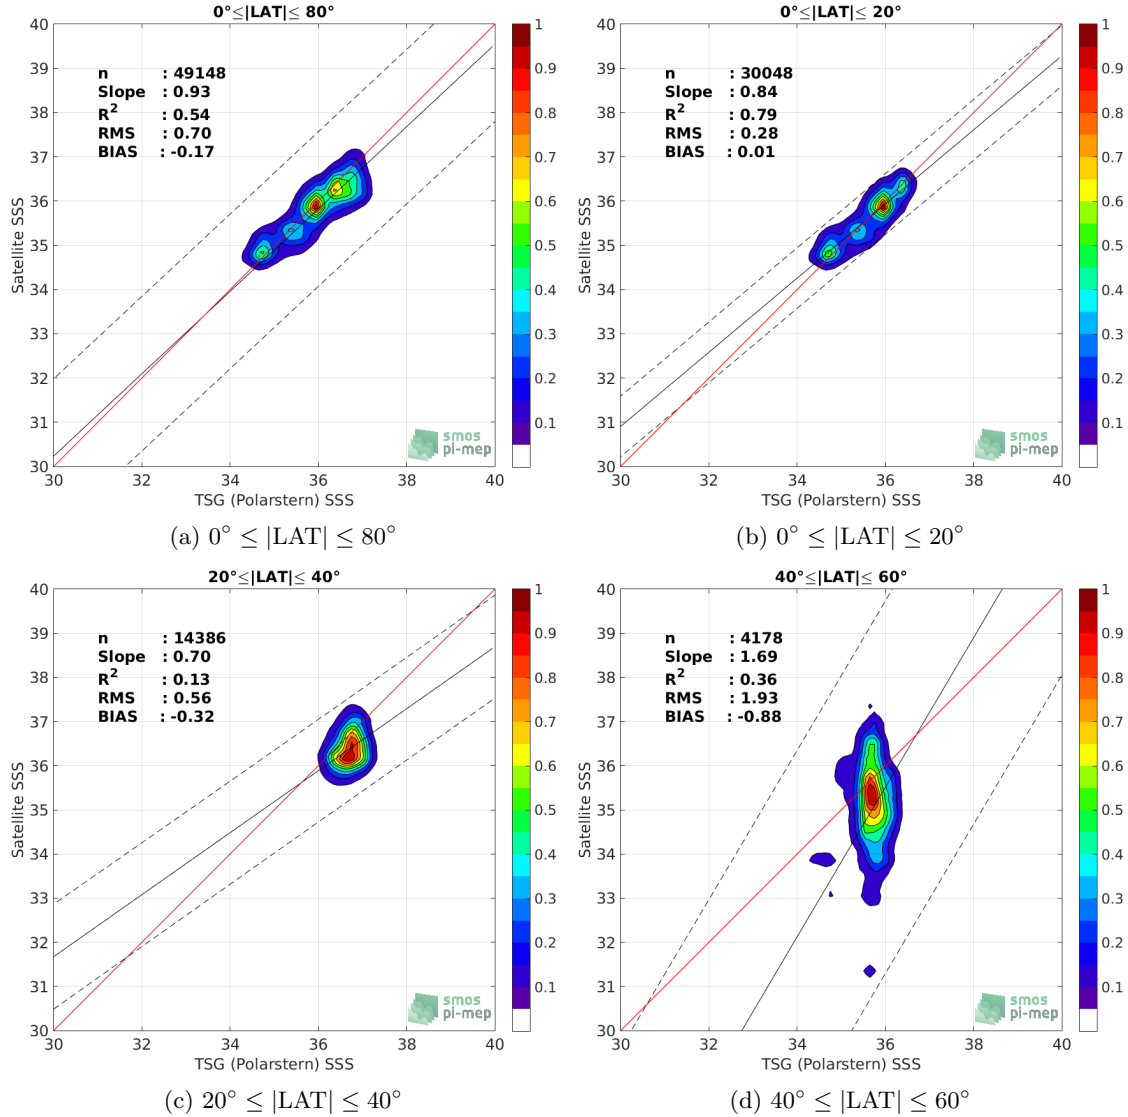 0°≤|LAT|≤ 80°
n : 49148
Slope : 0.93
R2 : 0.54
RMS : 0.70
BIAS : -0.17
40
39
38
37
36
35
34
33
32
31
30
Satellite SSS
30 32 34 36 38 40
TSG (Polarstern) SSS
1
0.9
0.8
0.7
0.6
0.5
0.4
0.3
0.2
0.1
smos
pi-mep
(a) 0° ≤ |LAT| ≤ 80°
0°≤|LAT|≤ 20°
n : 30048
Slope : 0.84
R2 : 0.79
RMS : 0.28
BIAS : 0.01
40
39
38
37
36
35
34
33
32
31
30
Satellite SSS
30 32 34 36 38 40
TSG (Polarstern) SSS
1
0.9
0.8
0.7
0.6
0.5
0.4
0.3
0.2
0.1
smos
pi-mep
(b) 0° ≤ |LAT| ≤ 20°
20°≤|LAT|≤ 40°
n : 14386
Slope : 0.70
R2 : 0.13
RMS : 0.56
BIAS : -0.32
40
39
38
37
36
35
34
33
32
31
30
Satellite SSS
30 32 34 36 38 40
TSG (Polarstern) SSS
1
0.9
0.8
0.7
0.6
0.5
0.4
0.3
0.2
0.1
smos
pi-mep
(c) 20° ≤ |LAT| ≤ 40°
40°≤|LAT|≤ 60°
n : 4178
Slope : 1.69
R2 : 0.36
RMS : 1.93
BIAS : -0.88
40
39
38
37
36
35
34
33
32
31
30
Satellite SSS
30 32 34 36 38 40
TSG (Polarstern) SSS
1
0.9
0.8
0.7
0.6
0.5
0.4
0.3
0.2
0.1
smos
pi-mep
(d) 40° ≤ |LAT| ≤ 60°